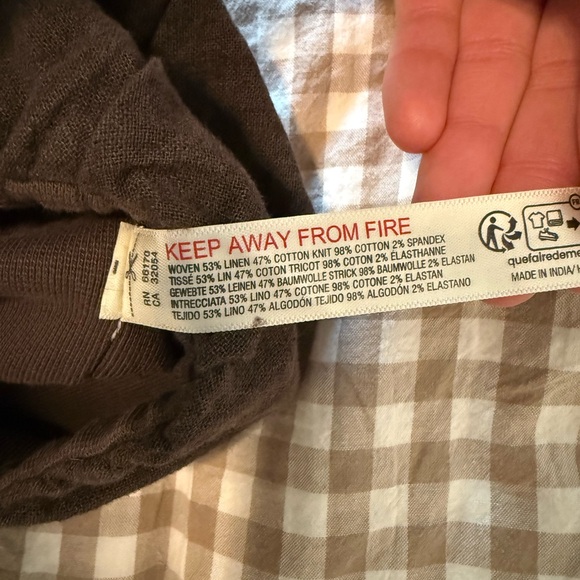 KEEP AWAY FROM FIRE
WOVEN 53% LINEN 47% COTTON KNIT 98% COTTON 2% SPANDEX
TISSÉ 53% LIN 47% COTON TRICOT 98% COTON 2% ELASTHANNE
GEWEBTE 53% LEINEN 47% BAUMWOLLE STRICK 98% BAUMWOLLE 2% ELASTAN
INTRECCIATA 53% LINO 47% COTONE 98% COTONE 2% ELASTAN
TEJIDO 53% LINO 47% ALGODÓN TEJIDO 98% ALGODÓN 2% ELASTANO
RN 66170
CA 32054
quefairedeme
MADE IN INDIA/